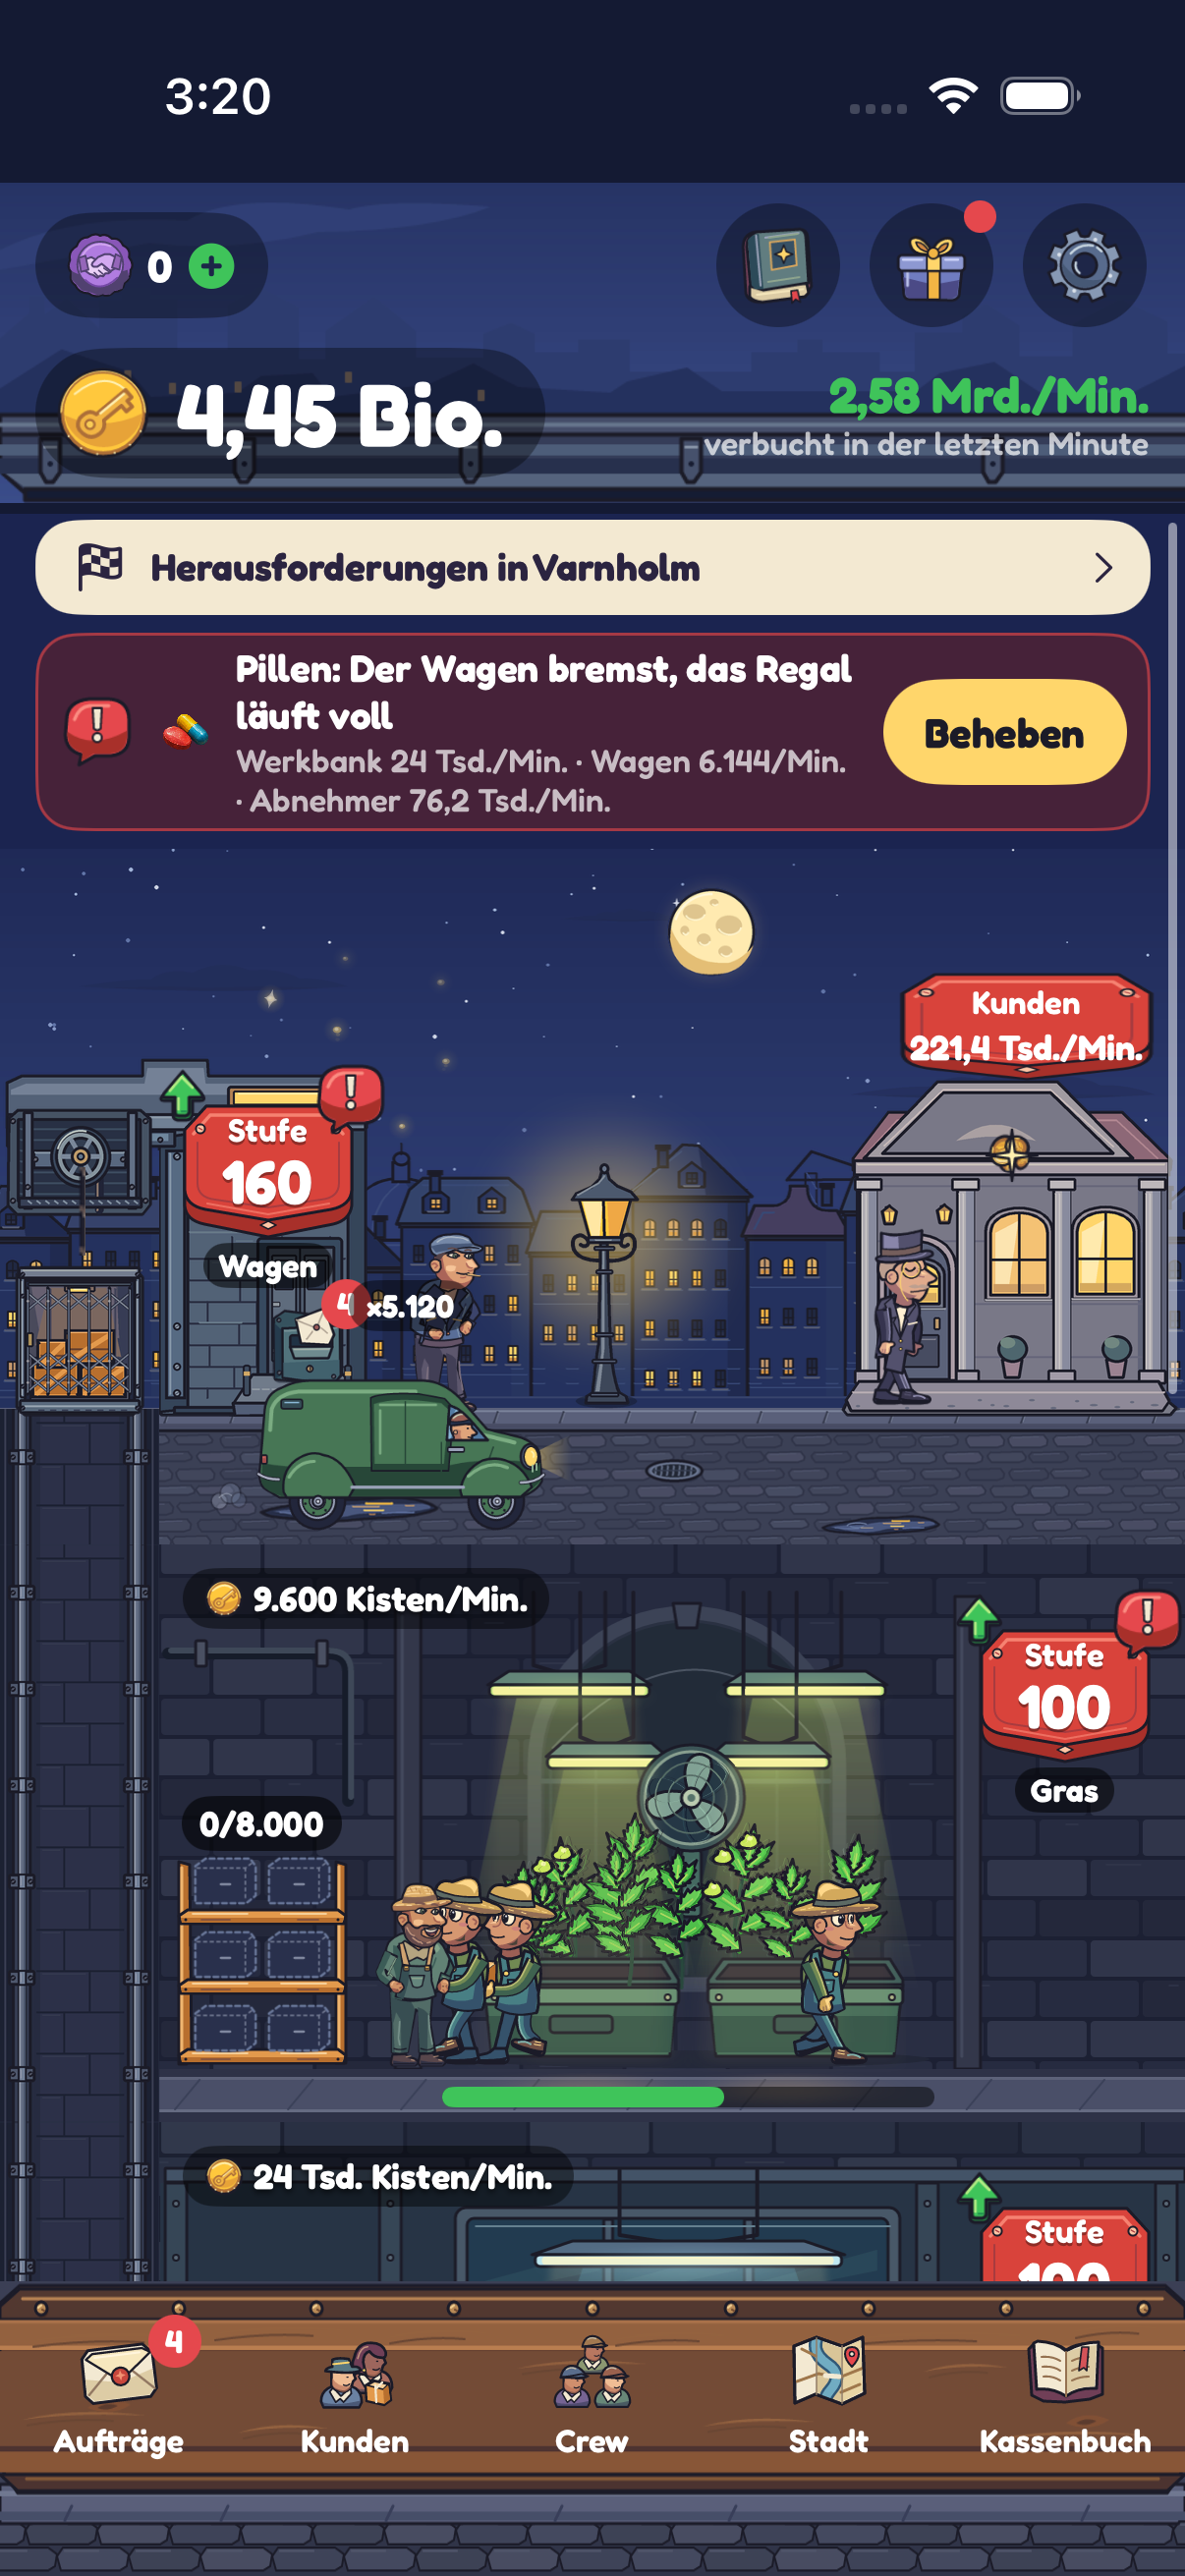 3:20
0
4,45 Bio.
2,58 Mrd./Min.
verbucht in der letzten Minute
Herausforderungen in Varnholm
Pillen: Der Wagen bremst, das Regal
läuft voll
Werkbank 24 Tsd./Min. · Wagen 6.144/Min.
· Abnehmer 76,2 Tsd./Min.
Beheben
Kunden
221,4 Tsd./Min.
Stufe
160
Wagen
4 x5.120
9.600 Kisten/Min.
Stufe
100
Gras
0/8.000
24 Tsd. Kisten/Min.
Stufe
100
4
Aufträge
Kunden
Crew
Stadt
Kassenbuch